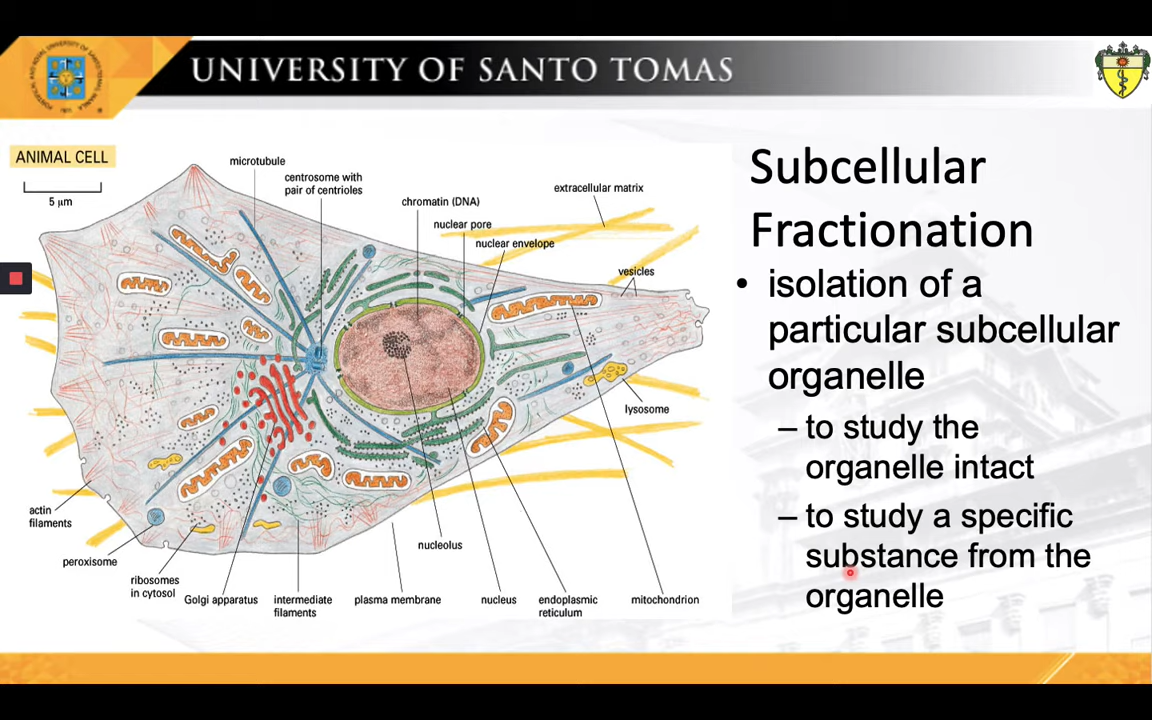 UNIVERSITY OF SANTO TOMAS
ANIMAL CELL
5 μm
microtubule
centrosome with
pair of centrioles
chromatin (DNA)
nuclear pore
nuclear envelope
extracellular matrix
vesicles
lysosome
actin
filaments
peroxisome
ribosomes
in cytosol
Golgi apparatus
intermediate
filaments
plasma membrane
nucleolus
nucleus
endoplasmic
reticulum
mitochondrion
Subcellular
Fractionation
• isolation of a
particular subcellular
organelle
– to study the
organelle intact
– to study a specific
substance from the
organelle